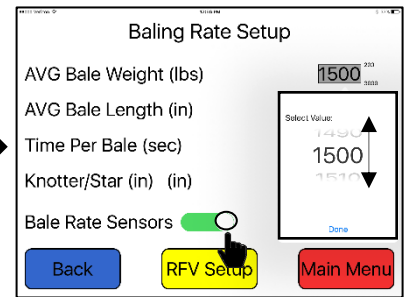 Baling Rate Setup
AVG Bale Weight (lbs) 1500
3000
AVG Bale Length (in)
Select Value:
1490
Time Per Bale (sec) 1500
1510
Knotter/Star (in) (in)
Bale Rate Sensors
Done
Back RFV Setup Main Menu